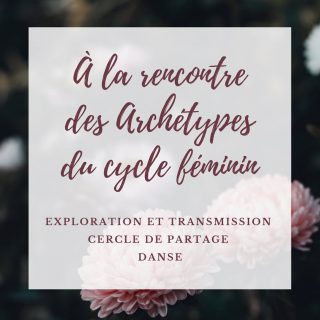 À la rencontre
des Archétypes
du cycle féminin
EXPLORATION ET TRANSMISSION
CERCLE DE PARTAGE
DANSE